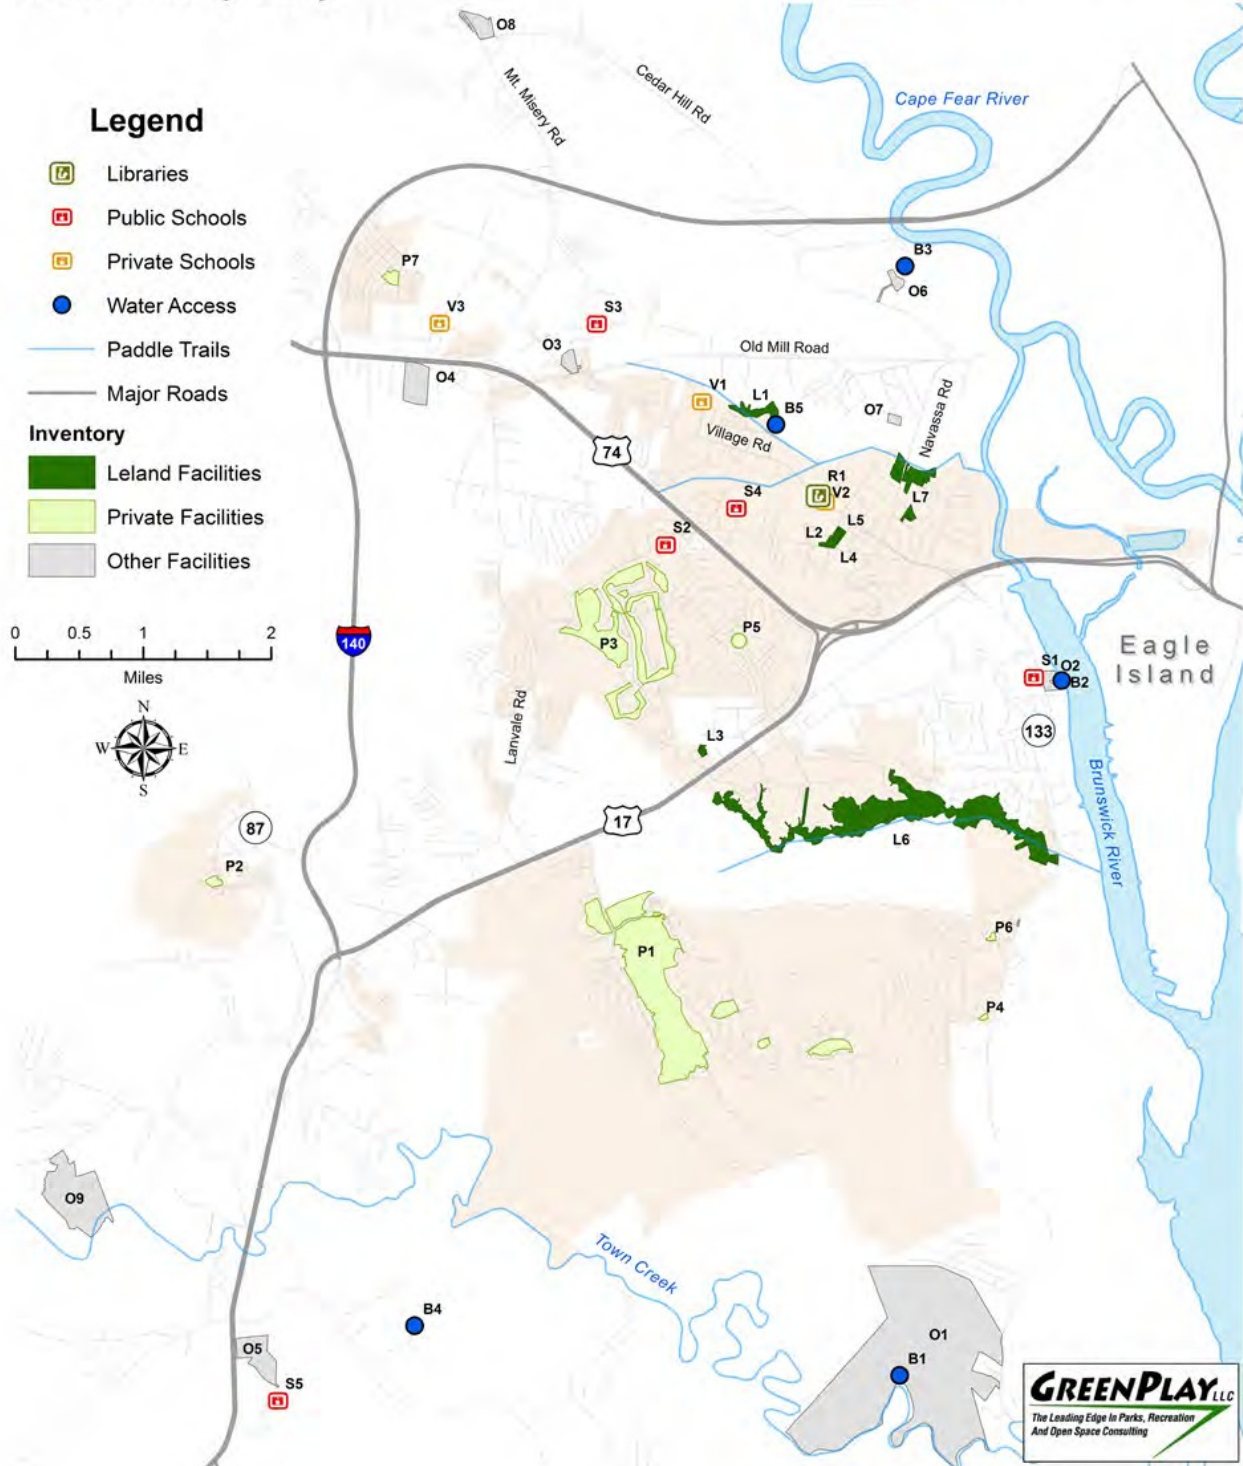 O8
Mt. Misery Rd
Cedar Hill Rd
Cape Fear River
Legend
Libraries
Public Schools
Private Schools
Water Access
Paddle Trails
Major Roads
Inventory
Leland Facilities
Private Facilities
Other Facilities
0 0.5 1 2
Miles
N
W E
S
P7
V3
S3
B3
O6
O3
O4
Old Mill Road
V1
L1
B5
O7
Navassa Rd
Village Rd
74
R1
V2
S4
L7
S2
L5
L2
L4
140
P3
P5
Eagle
Island
S1 O2
B2
Lanvale Rd
L3
133
Brunswick River
17
87
L6
P2
P1
P6
P4
O9
Town Creek
B4
O5
S5
O1
B1
GREENPLAY LLC
The Leading Edge In Parks, Recreation
And Open Space Consulting